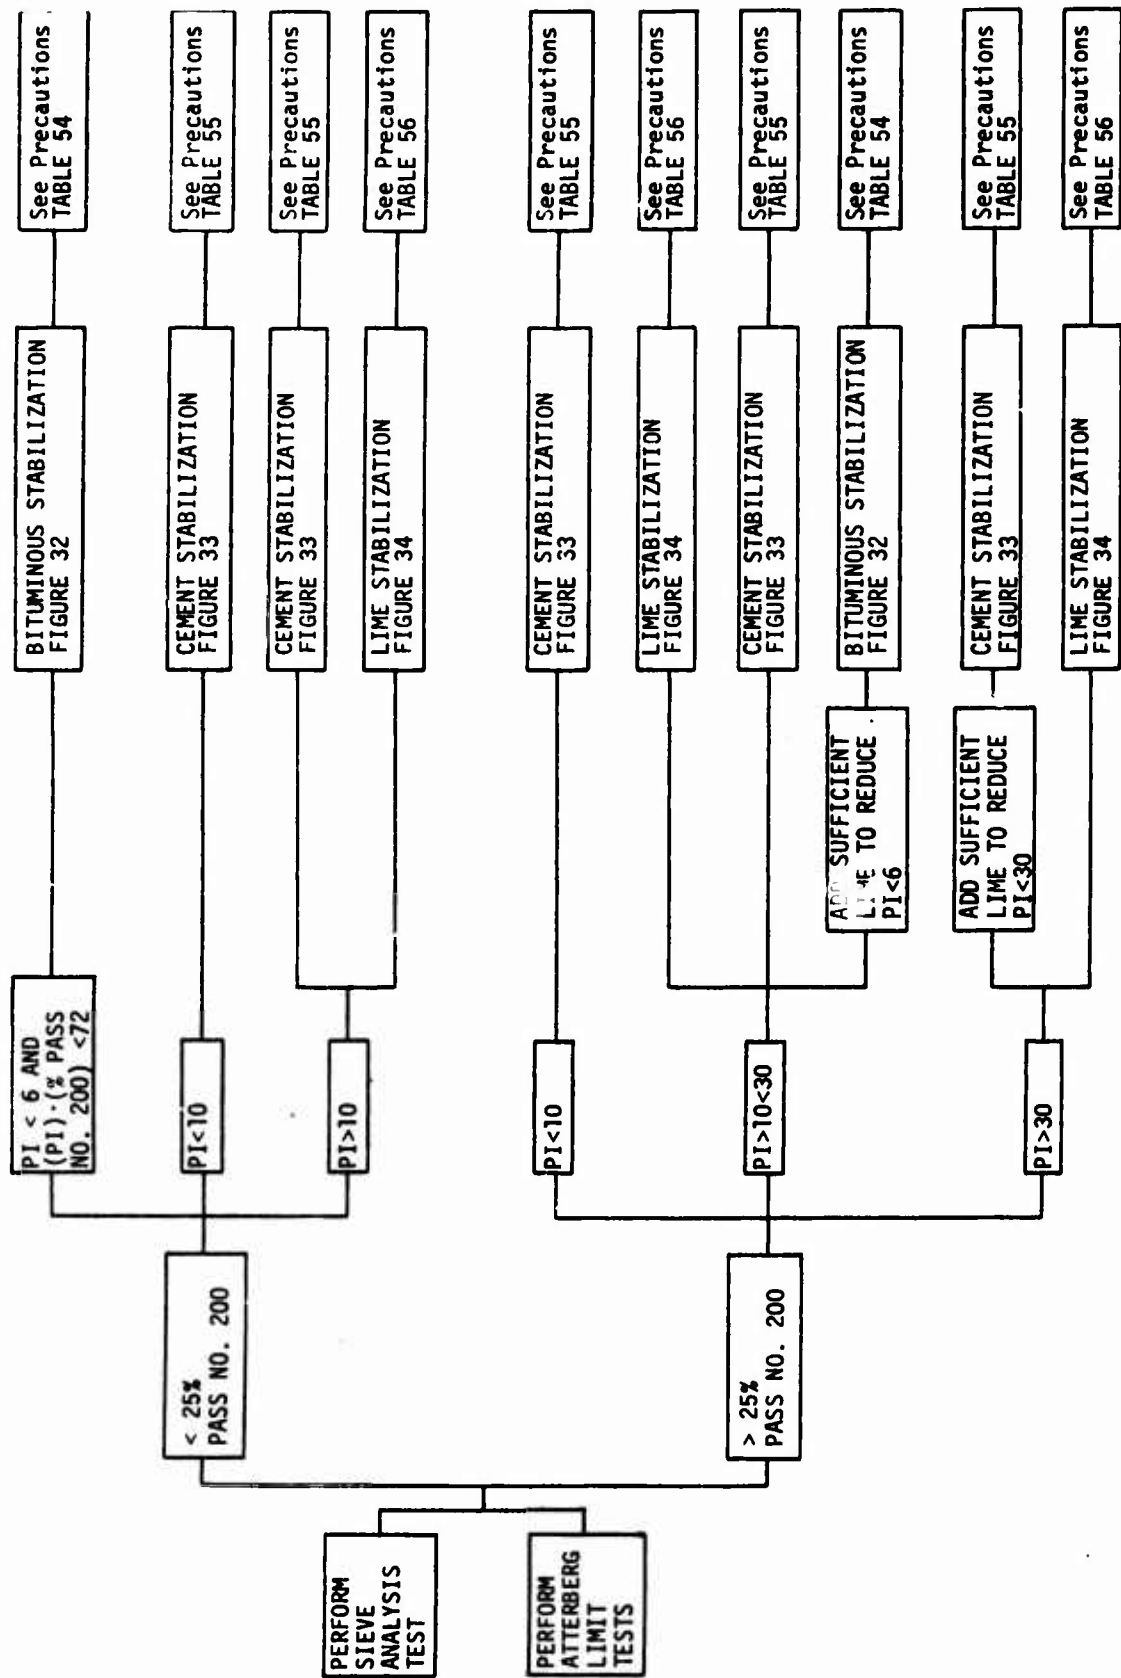 PERFORM
SIEVE
ANALYSIS
TEST
PERFORM
ATTERBERG
LIMIT
TESTS
< 25%
PASS NO. 200
> 25%
PASS NO. 200
PI < 6 AND
(PI)·(% PASS
NO. 200) <72
PI<10
PI>10
PI<10
PI>10<30
PI>30
ADD SUFFICIENT
LIME TO REDUCE
PI<6
ADD SUFFICIENT
LIME TO REDUCE
PI<30
BITUMINOUS STABILIZATION
FIGURE 32
CEMENT STABILIZATION
FIGURE 33
CEMENT STABILIZATION
FIGURE 33
LIME STABILIZATION
FIGURE 34
CEMENT STABILIZATION
FIGURE 33
LIME STABILIZATION
FIGURE 34
CEMENT STABILIZATION
FIGURE 33
BITUMINOUS STABILIZATION
FIGURE 32
CEMENT STABILIZATION
FIGURE 33
LIME STABILIZATION
FIGURE 34
See Precautions
TABLE 54
See Precautions
TABLE 55
See Precautions
TABLE 55
See Precautions
TABLE 56
See Precautions
TABLE 55
See Precautions
TABLE 56
See Precautions
TABLE 55
See Precautions
TABLE 54
See Precautions
TABLE 55
See Precautions
TABLE 56